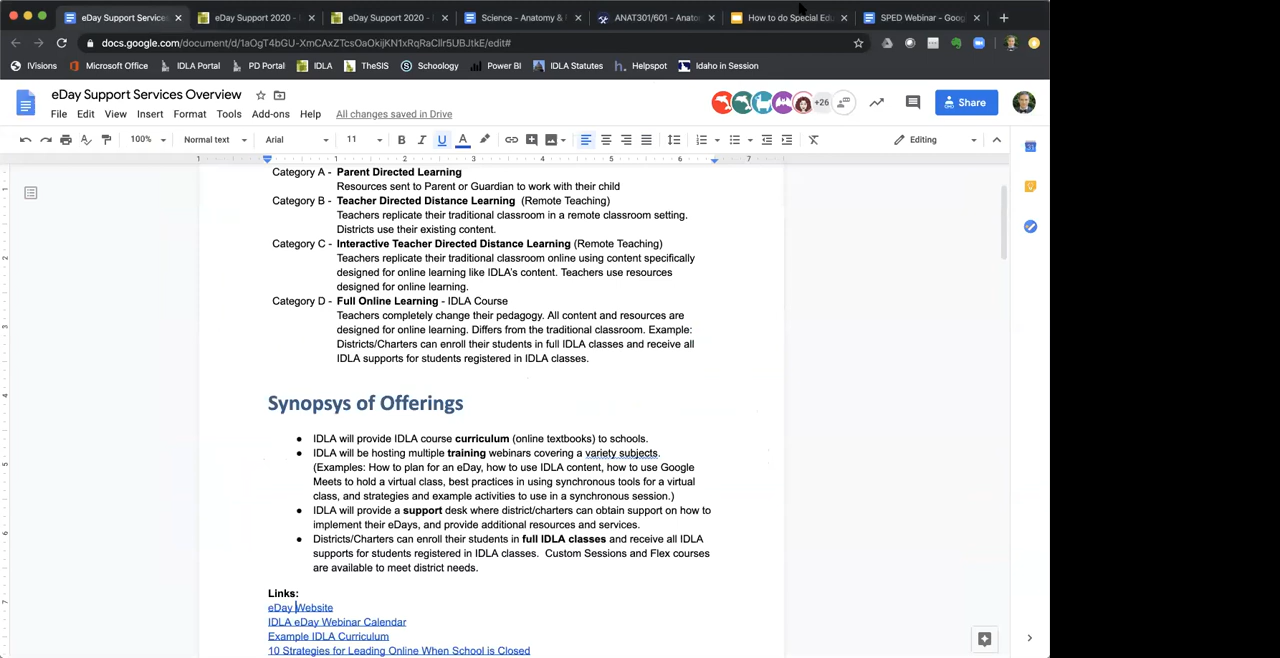 eDay Support Services
eDay Support 2020 -
eDay Support 2020 -
Science - Anatomy &
ANAT301/601 - Anato
How to do Special Edu
SPED Webinar - Goog
docs.google.com/document/d/1aOgT4bGU-XmCAxZTcsOaOkijKN1xRqRaCllr5UBJtkE/edit#
IVisions
Microsoft Office
IDLA Portal
PD Portal
IDLA
TheSIS
Schoology
Power BI
IDLA Statutes
Helpspot
Idaho in Session
eDay Support Services Overview
File Edit View Insert Format Tools Add-ons Help All changes saved in Drive
+26
Share
100% Normal text Arial 11 B I U A Editing
1 1 2 3 4 5 6 7
Category A - Parent Directed Learning
Resources sent to Parent or Guardian to work with their child
Category B - Teacher Directed Distance Learning (Remote Teaching)
Teachers replicate their traditional classroom in a remote classroom setting.
Districts use their existing content.
Category C - Interactive Teacher Directed Distance Learning (Remote Teaching)
Teachers replicate their traditional classroom online using content specifically
designed for online learning like IDLA's content. Teachers use resources
designed for online learning.
Category D - Full Online Learning - IDLA Course
Teachers completely change their pedagogy. All content and resources are
designed for online learning. Differs from the traditional classroom. Example:
Districts/Charters can enroll their students in full IDLA classes and receive all
IDLA supports for students registered in IDLA classes.
Synopsys of Offerings
● IDLA will provide IDLA course curriculum (online textbooks) to schools.
● IDLA will be hosting multiple training webinars covering a variety subjects.
(Examples: How to plan for an eDay, how to use IDLA content, how to use Google
Meets to hold a virtual class, best practices in using synchronous tools for a virtual
class, and strategies and example activities to use in a synchronous session.)
● IDLA will provide a support desk where district/charters can obtain support on how to
implement their eDays, and provide additional resources and services.
● Districts/Charters can enroll their students in full IDLA classes and receive all IDLA
supports for students registered in IDLA classes. Custom Sessions and Flex courses
are available to meet district needs.
Links:
eDay Website
IDLA eDay Webinar Calendar
Example IDLA Curriculum
10 Strategies for Leading Online When School is Closed